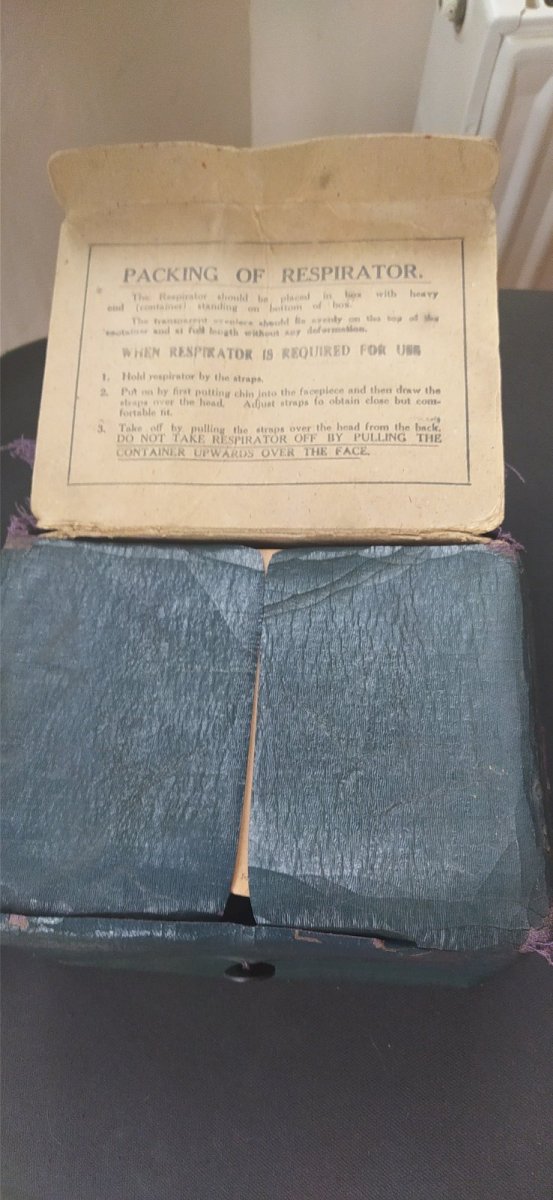 PACKING OF RESPIRATOR.
The Respirator should be placed in box with heavy
end (container) standing on bottom of box.
The transparent eyepiece should lie evenly on the top of the
container and at full length without any deformation.
WHEN RESPIRATOR IS REQUIRED FOR USE
1. Hold respirator by the straps.
2. Put on by first putting chin into the facepiece and then draw the
straps over the head. Adjust straps to obtain close but com-
fortable fit.
3. Take off by pulling the straps over the head from the back.
DO NOT TAKE RESPIRATOR OFF BY PULLING THE
CONTAINER UPWARDS OVER THE FACE.